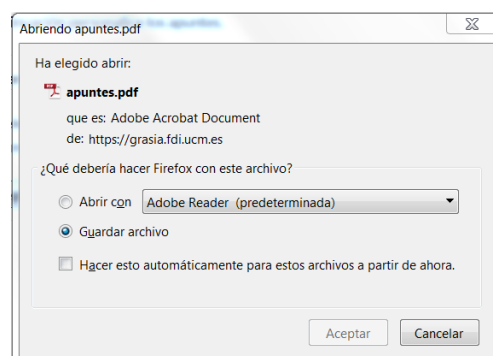 Abriendo apuntes.pdf
Ha elegido abrir:
apuntes.pdf
que es: Adobe Acrobat Document
de: https://grasia.fdi.ucm.es
¿Qué debería hacer Firefox con este archivo?
Abrir con Adobe Reader (predeterminada)
Guardar archivo
Hacer esto automáticamente para estos archivos a partir de ahora.
Aceptar Cancelar